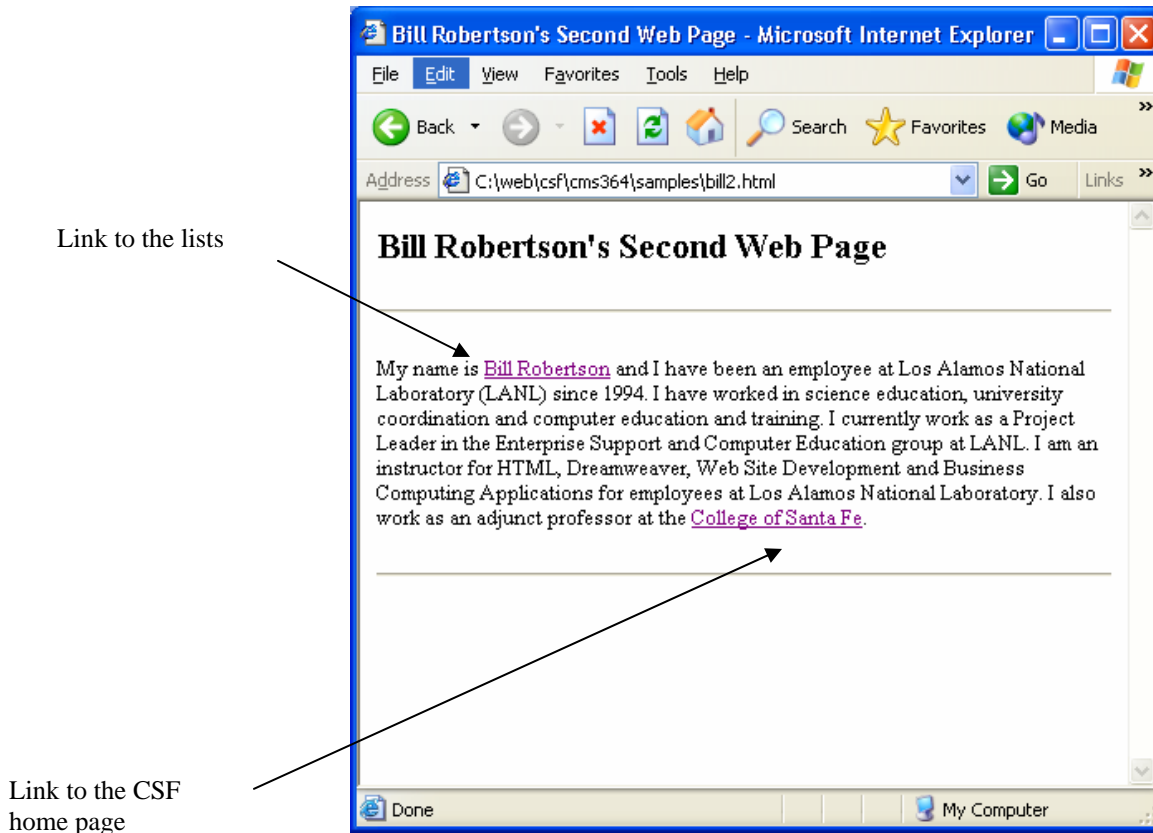 Bill Robertson's Second Web Page - Microsoft Internet Explorer
File Edit View Favorites Tools Help
Back Search Favorites Media »
Address C:\web\csf\cms364\samples\bill2.html Go Links »
Link to the lists
Bill Robertson's Second Web Page
My name is Bill Robertson and I have been an employee at Los Alamos National
Laboratory (LANL) since 1994. I have worked in science education, university
coordination and computer education and training. I currently work as a Project
Leader in the Enterprise Support and Computer Education group at LANL. I am an
instructor for HTML, Dreamweaver, Web Site Development and Business
Computing Applications for employees at Los Alamos National Laboratory. I also
work as an adjunct professor at the College of Santa Fe.
Link to the CSF
home page
Done My Computer